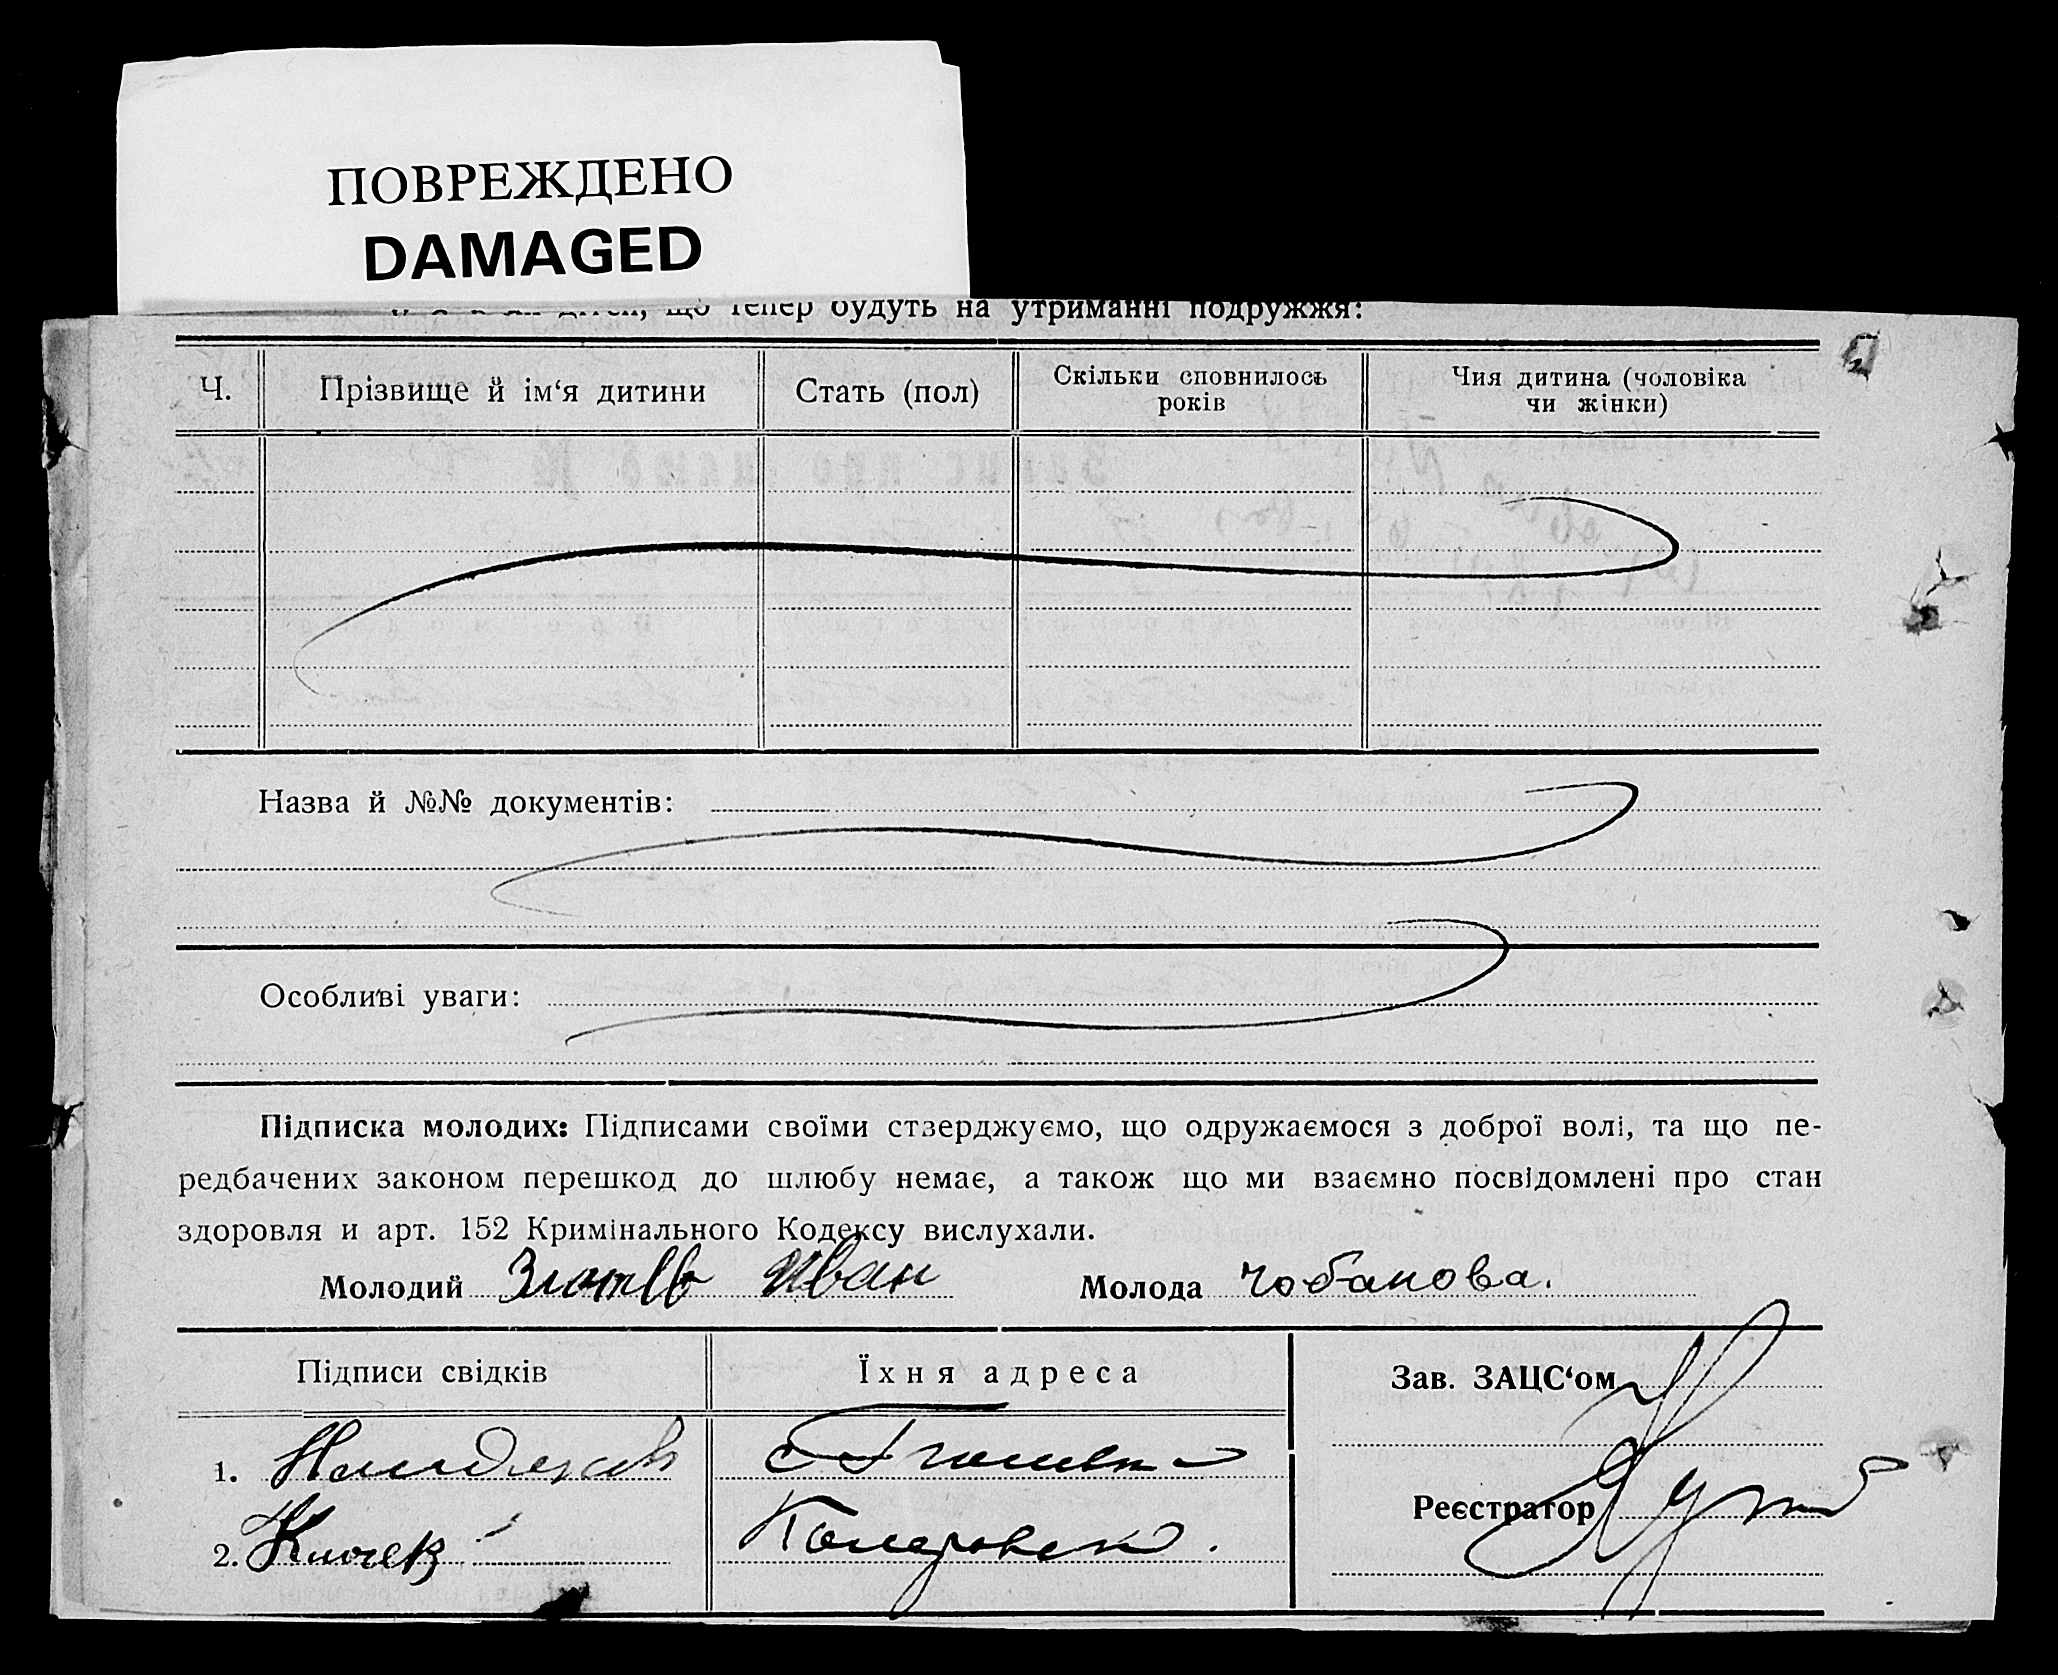 ПОВРЕЖДЕНО
DAMAGED
що тепер будуть на утриманні подружжя:
Ч.
Прізвище й ім‘я дитини
Стать (пол)
Скільки сповнилось
років
Чия дитина (чоловіка
чи жінки)
Назва й №№ документів:
Особливі уваги:
Підписка молодих: Підписами своїми стверджуємо, що одружаємося з доброї волі, та що пе-
редбачених законом перешкод до шлюбу немає, а також що ми взаємно посвідомлені про стан
здоровля и арт. 152 Кримінального Кодексу вислухали.
Молодий Иван Молода Чобанова.
Підписи свідків
Їхня адреса
Зав. ЗАЦС‘ом
1.
Реєстратор
2.